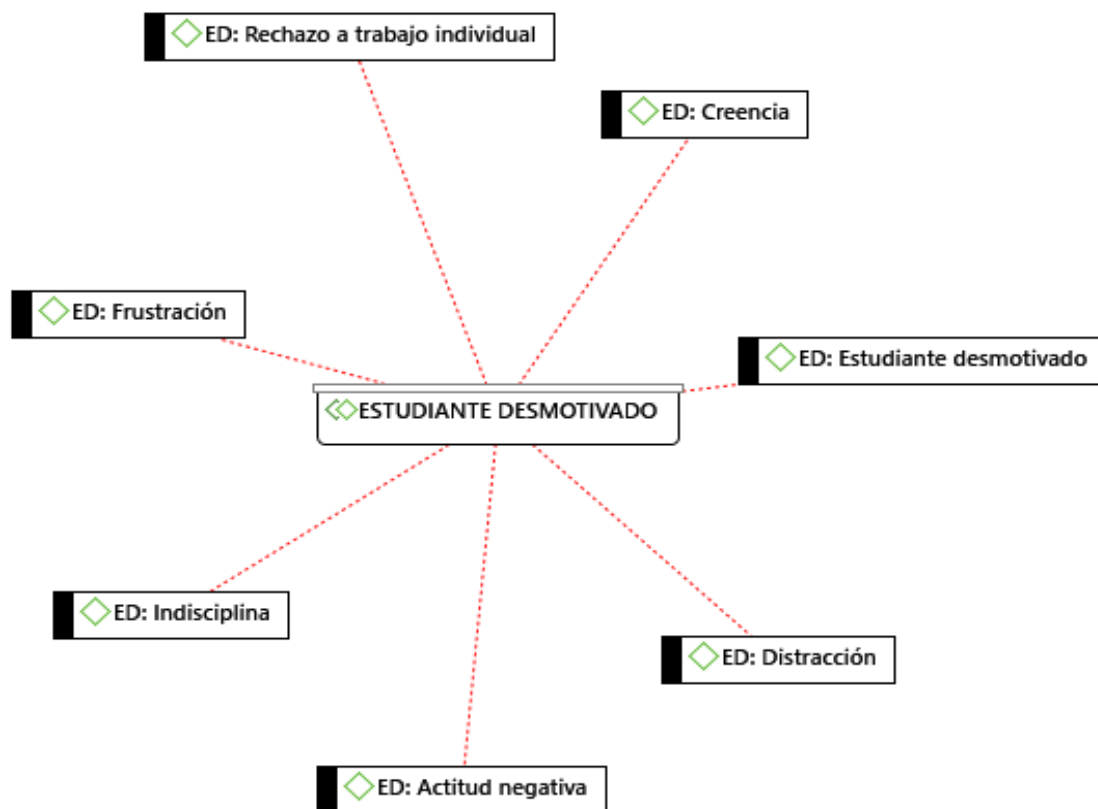 ED: Rechazo a trabajo individual
ED: Creencia
ED: Frustración
ED: Estudiante desmotivado
ESTUDIANTE DESMOTIVADO
ED: Indisciplina
ED: Distracción
ED: Actitud negativa